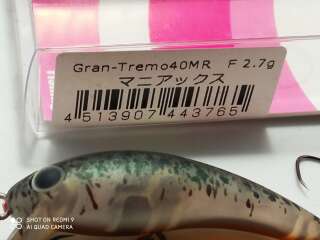 Gran-Tremo40MR F 2.7g
マニアックス
4 513907 443765
SHOT ON REDMI 9
AI QUAD CAMERA